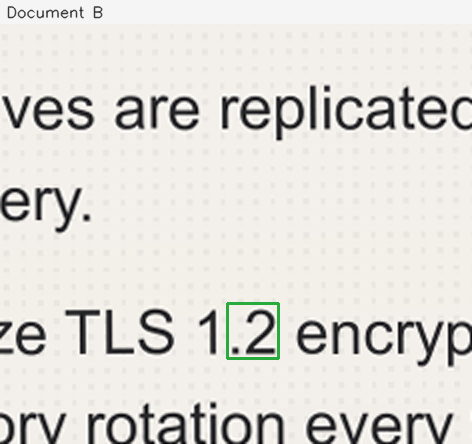 Document B
ves are replicated
ery.
ze TLS 1.2 encryp
ory rotation every